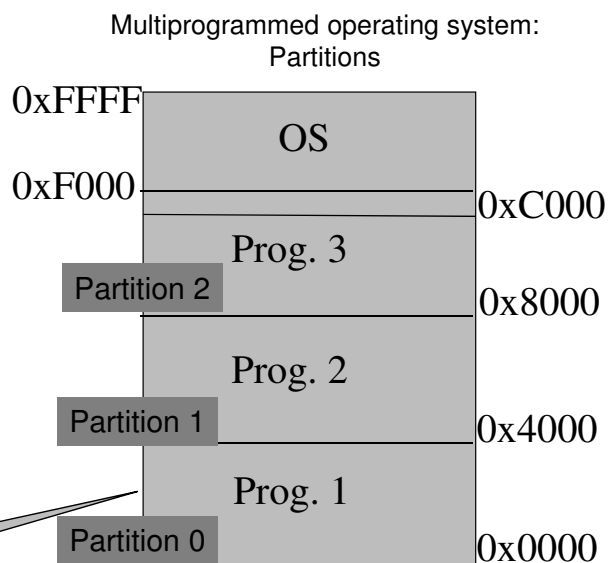 Multiprogrammed operating system:
Partitions
0xFFFF
OS
0xF000
0xC000
Prog. 3
Partition 2
0x8000
Prog. 2
Partition 1
0x4000
Prog. 1
Partition 0
0x0000